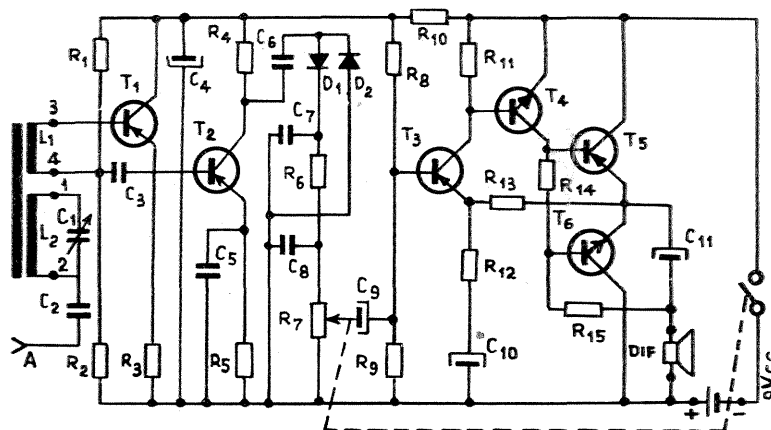 R1
R4
C6
R10
C4
D1
D2
R8
R11
T1
T2
C7
T3
T4
T5
3
L1
4
1
C3
R6
R13
R14
C1
L2
2
C5
C8
T6
C11
C2
R7
C9
R12
R15
A
R2
R3
R5
R9
C10
DIF
+
-
9Vcc